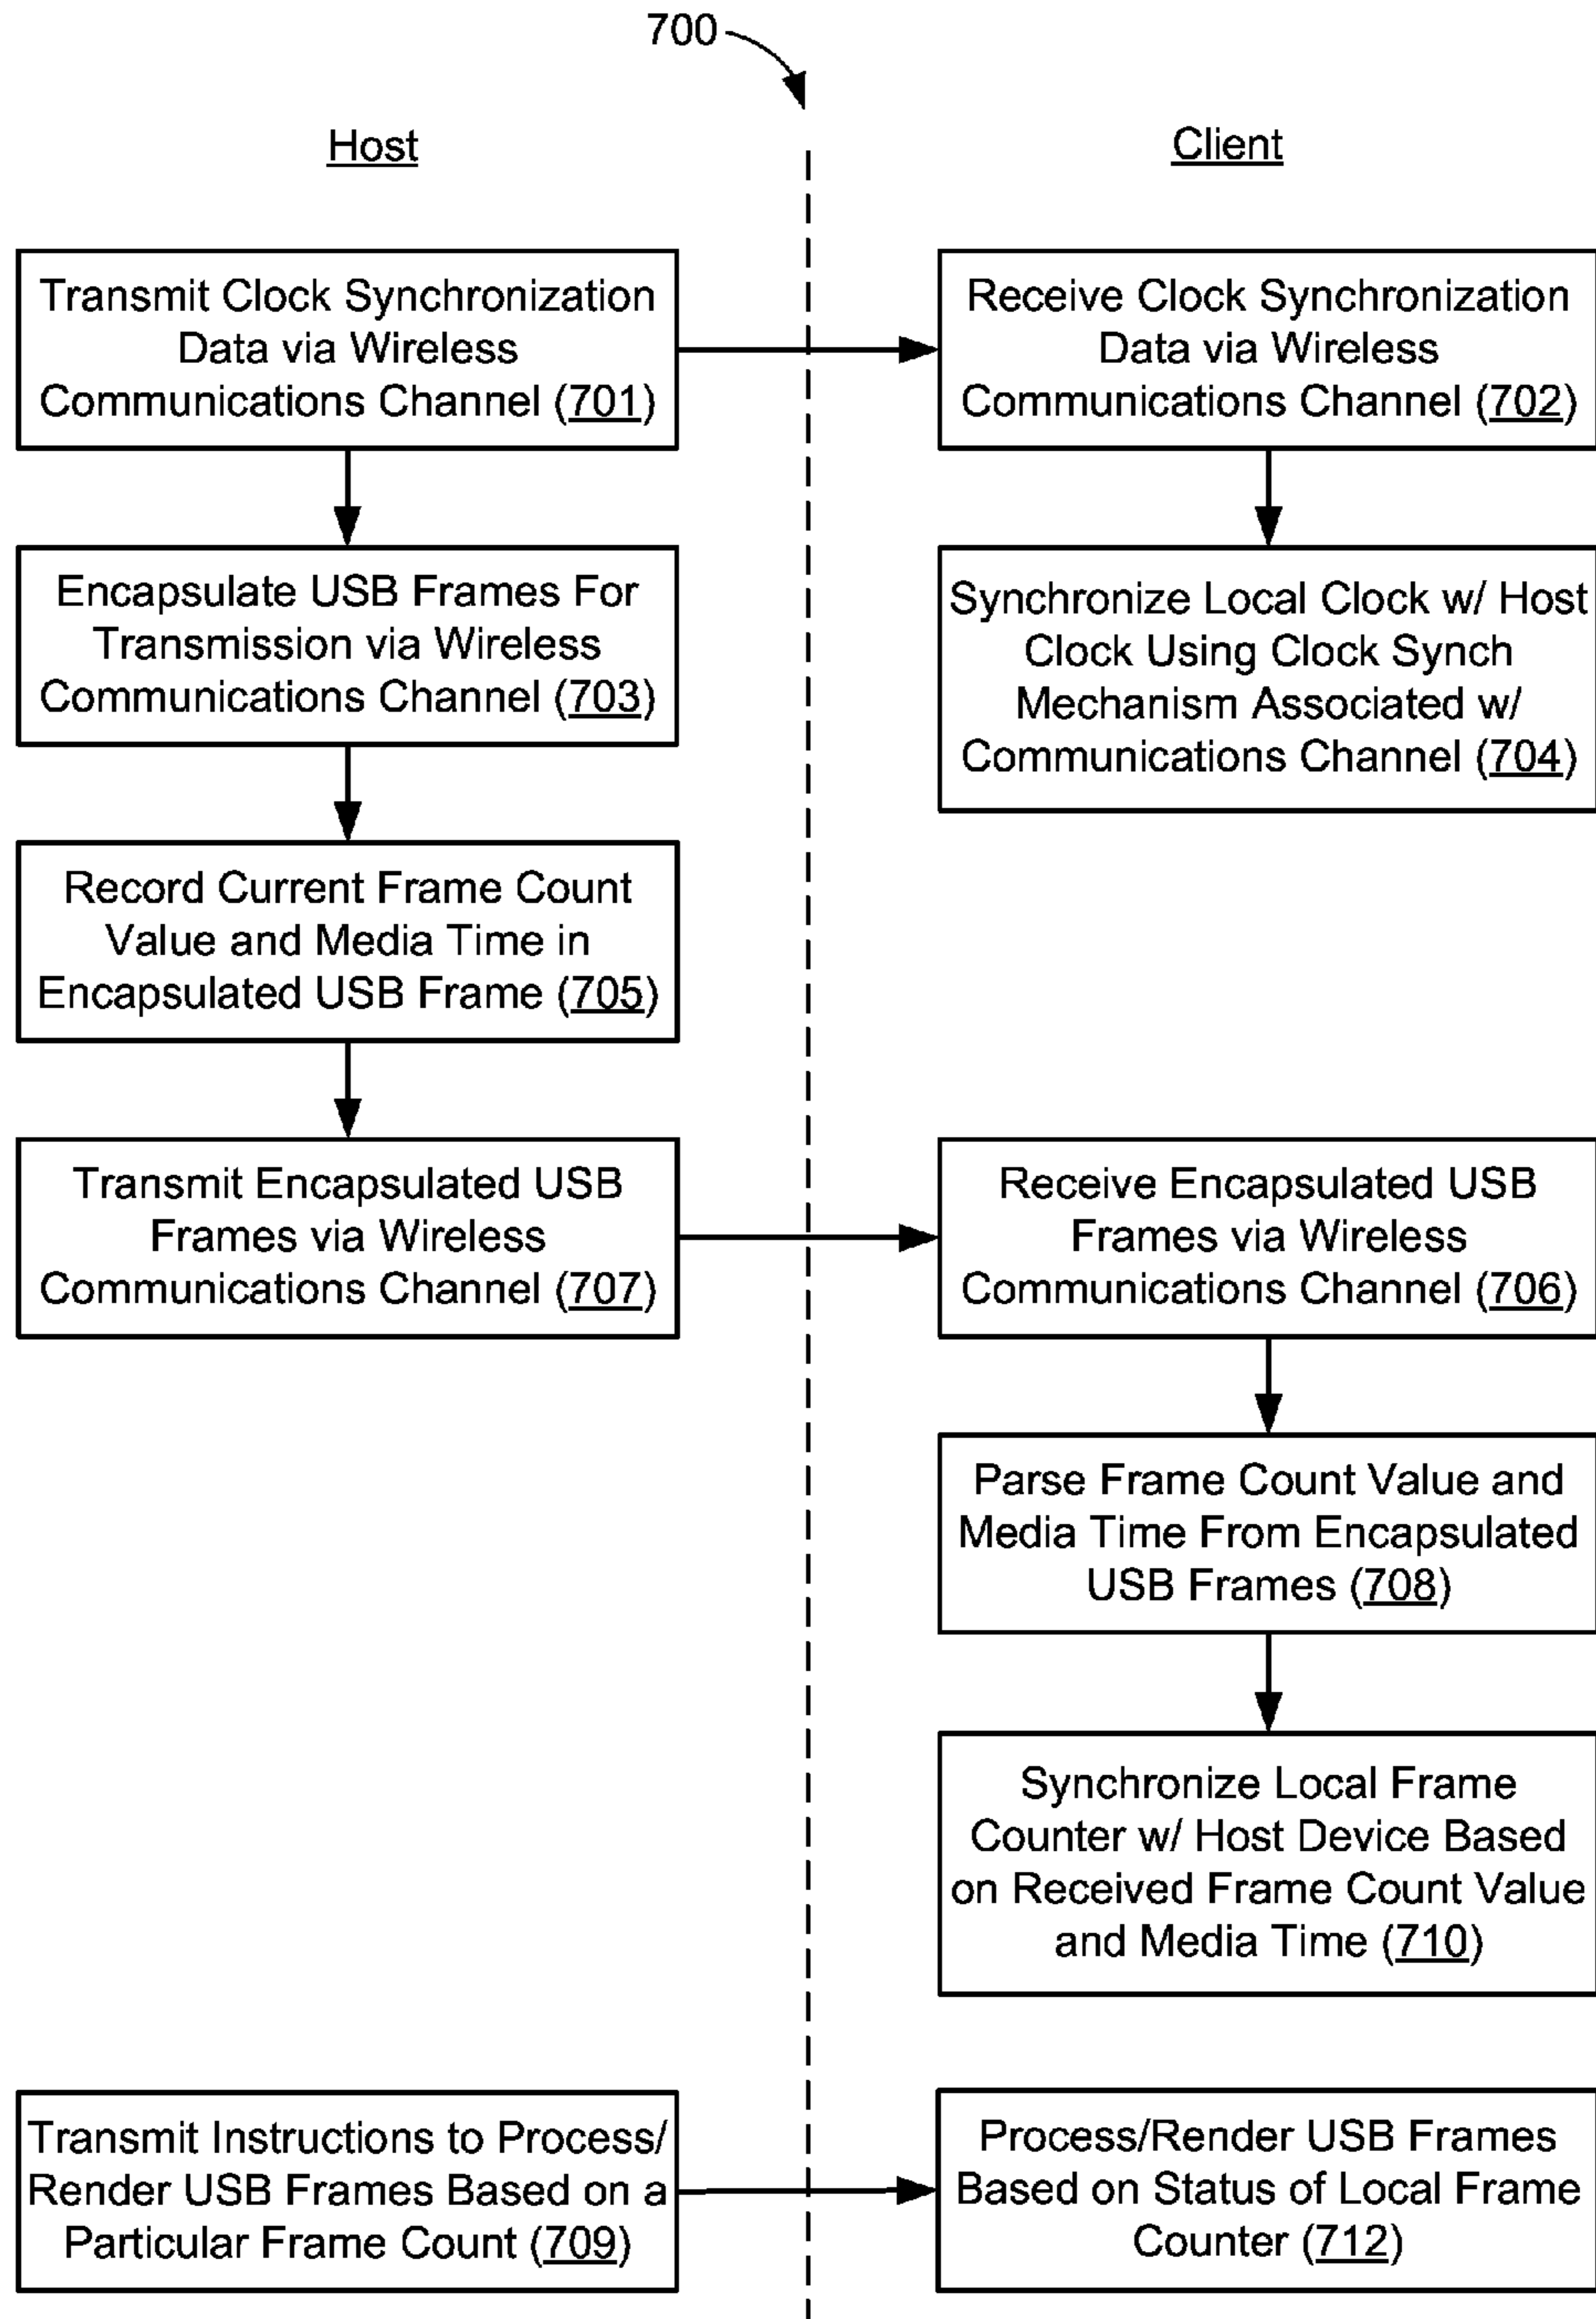 700
Host
Client
Transmit Clock Synchronization
Data via Wireless
Communications Channel (701)
Receive Clock Synchronization
Data via Wireless
Communications Channel (702)
Encapsulate USB Frames For
Transmission via Wireless
Communications Channel (703)
Synchronize Local Clock w/ Host
Clock Using Clock Synch
Mechanism Associated w/
Communications Channel (704)
Record Current Frame Count
Value and Media Time in
Encapsulated USB Frame (705)
Transmit Encapsulated USB
Frames via Wireless
Communications Channel (707)
Receive Encapsulated USB
Frames via Wireless
Communications Channel (706)
Parse Frame Count Value and
Media Time From Encapsulated
USB Frames (708)
Synchronize Local Frame
Counter w/ Host Device Based
on Received Frame Count Value
and Media Time (710)
Transmit Instructions to Process/
Render USB Frames Based on a
Particular Frame Count (709)
Process/Render USB Frames
Based on Status of Local Frame
Counter (712)